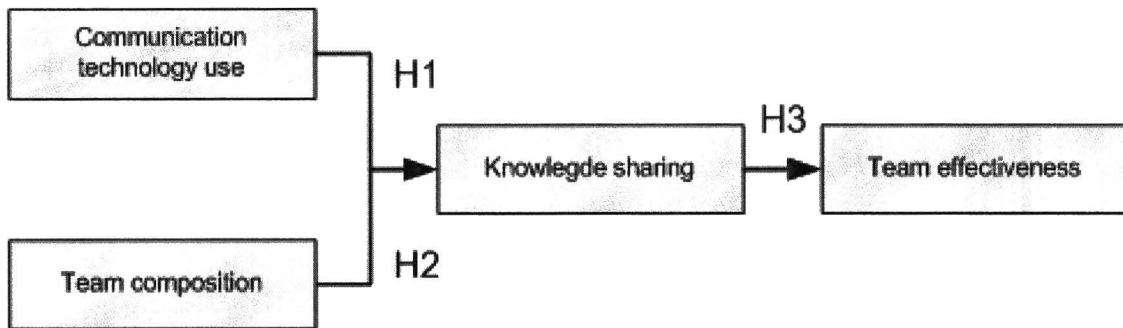 Communication
technology use
H1
H3
Knowlegde sharing
Team effectiveness
H2
Team composition